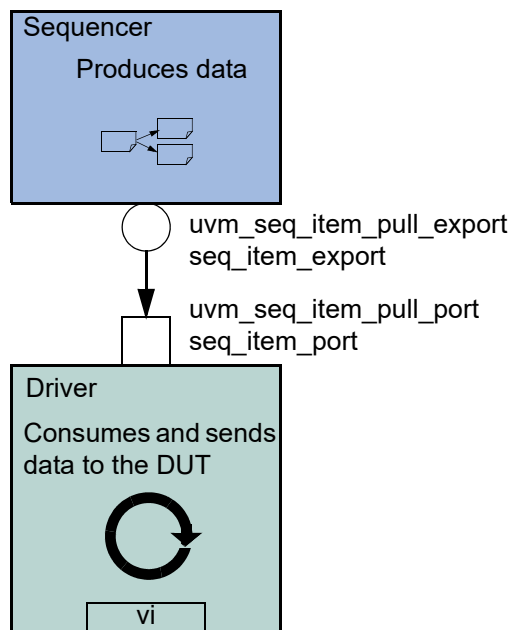 Sequencer
Produces data
uvm_seq_item_pull_export
seq_item_export
uvm_seq_item_pull_port
seq_item_port
Driver
Consumes and sends
data to the DUT
vi